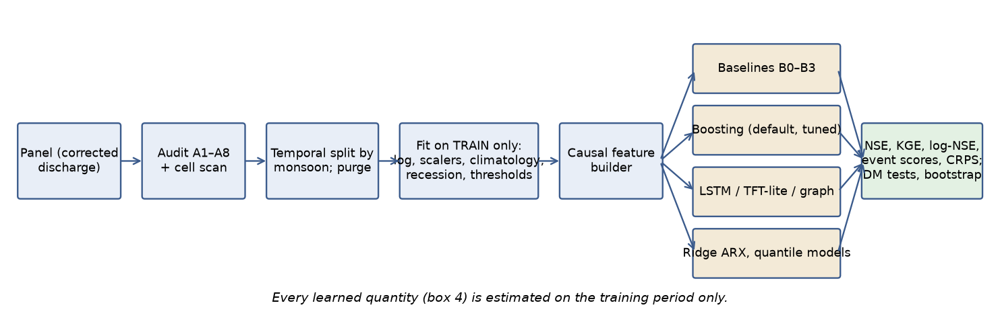 Panel (corrected
discharge)
Audit A1–A8
+ cell scan
Temporal split by
monsoon; purge
Fit on TRAIN only:
log, scalers, climatology,
recession, thresholds
Causal feature
builder
Baselines B0–B3
Boosting (default, tuned)
LSTM / TFT-lite / graph
Ridge ARX, quantile models
NSE, KGE, log-NSE,
event scores, CRPS;
DM tests, bootstrap
Every learned quantity (box 4) is estimated on the training period only.